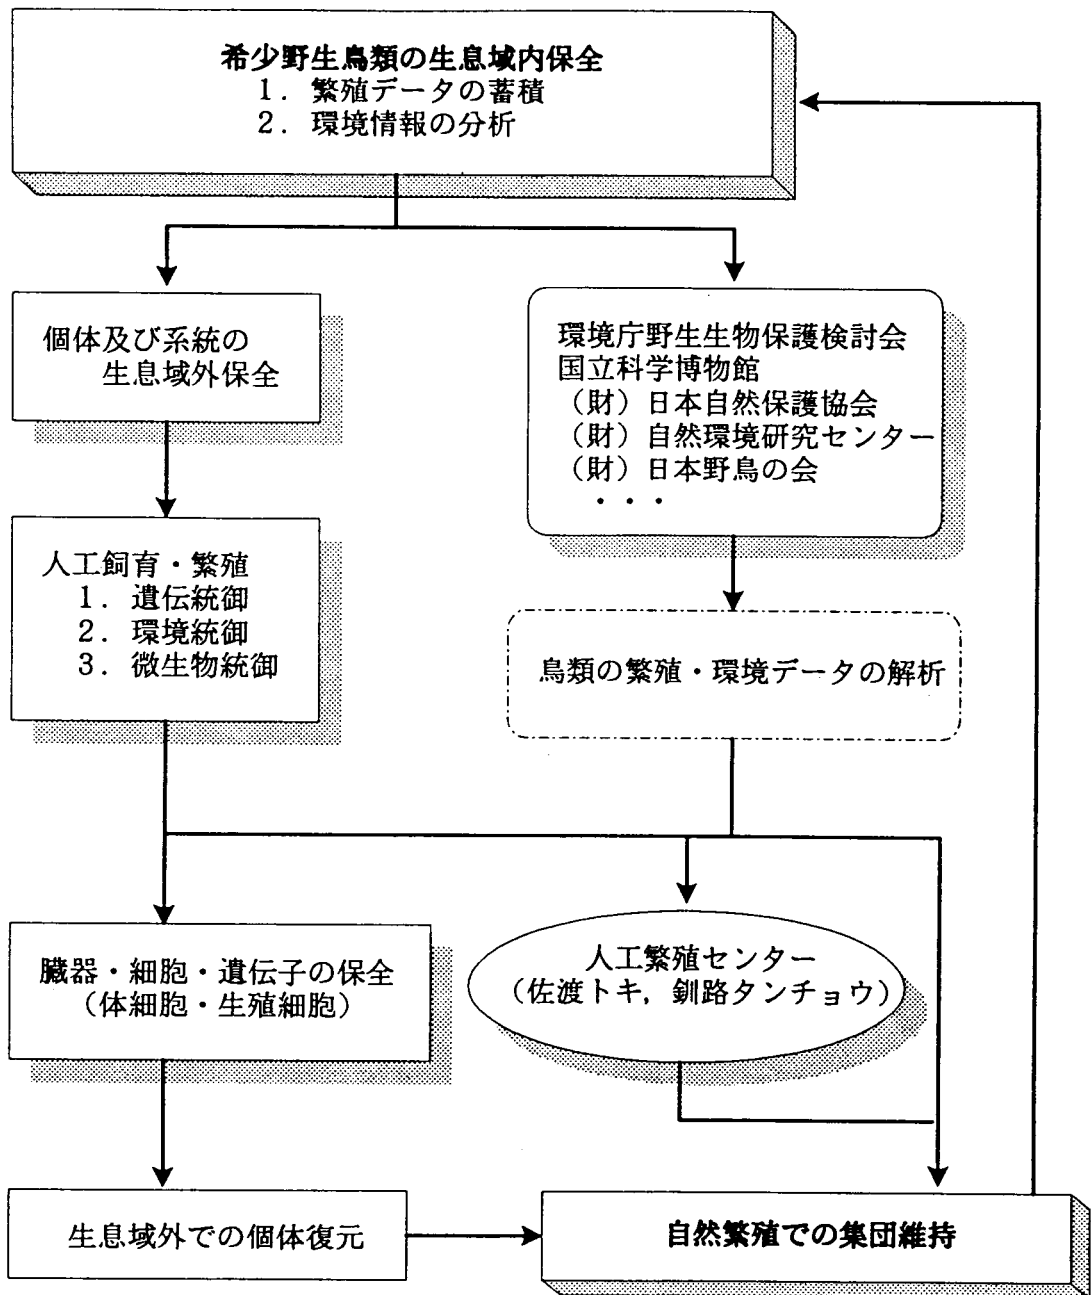 希少野生鳥類の生息域内保全
1．繁殖データの蓄積
2．環境情報の分析
個体及び系統の
生息域外保全
環境庁野生生物保護検討会
国立科学博物館
（財）日本自然保護協会
（財）自然環境研究センター
（財）日本野鳥の会
・・・
人工飼育・繁殖
1．遺伝統御
2．環境統御
3．微生物統御
鳥類の繁殖・環境データの解析
臓器・細胞・遺伝子の保全
（体細胞・生殖細胞）
人工繁殖センター
（佐渡トキ，釧路タンチョウ）
生息域外での個体復元
自然繁殖での集団維持